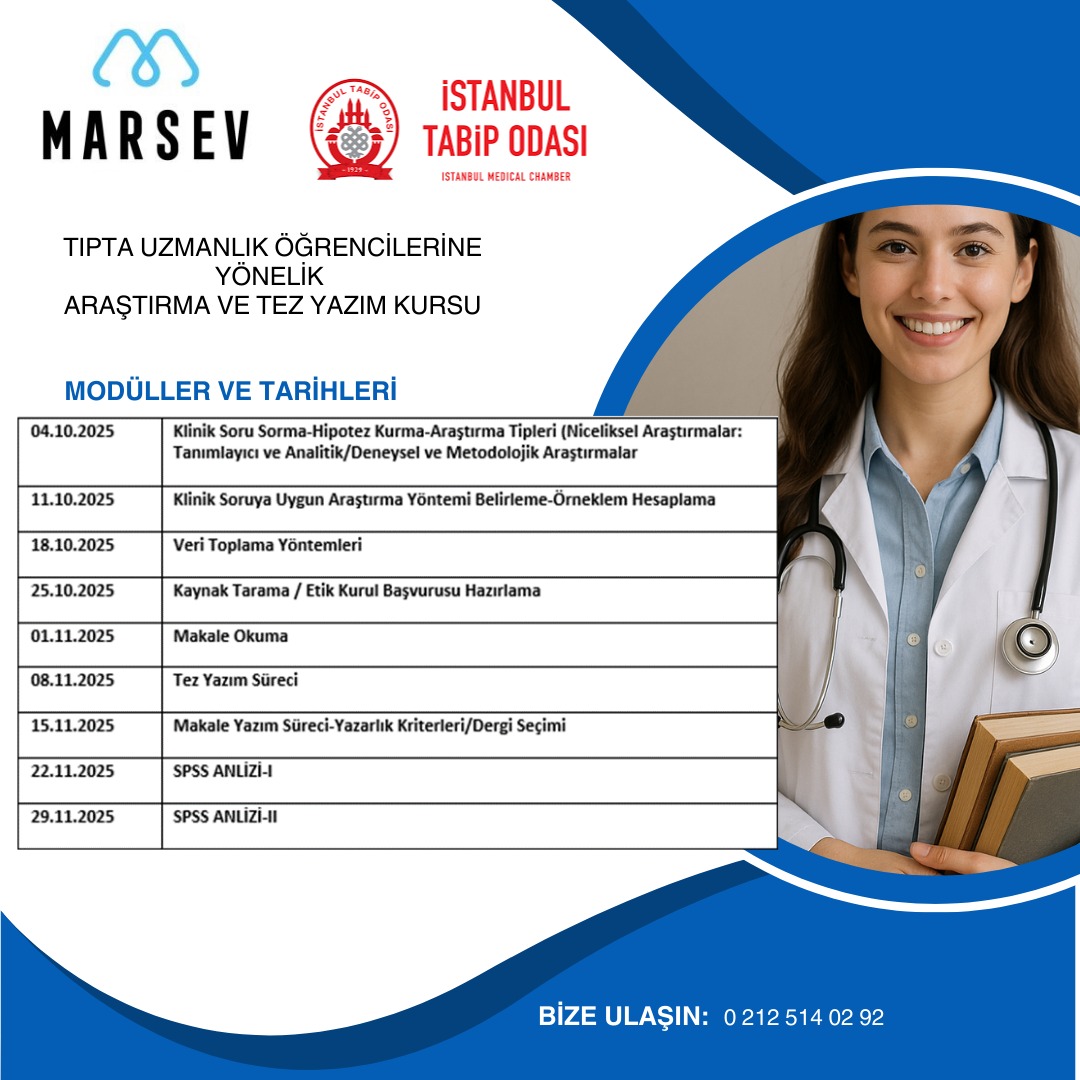 MARSEV
İSTANBUL TABİP ODASI
1929
İSTANBUL
TABİP ODASI
ISTANBUL MEDICAL CHAMBER
TIPTA UZMANLIK ÖĞRENCİLERİNE
YÖNELİK
ARAŞTIRMA VE TEZ YAZIM KURSU
MODÜLLER VE TARİHLERİ
04.10.2025 Klinik Soru Sorma-Hipotez Kurma-Araştırma Tipleri (Niceliksel Araştırmalar:
Tanımlayıcı ve Analitik/Deneysel ve Metodolojik Araştırmalar
11.10.2025 Klinik Soruya Uygun Araştırma Yöntemi Belirleme-Örneklem Hesaplama
18.10.2025 Veri Toplama Yöntemleri
25.10.2025 Kaynak Tarama / Etik Kurul Başvurusu Hazırlama
01.11.2025 Makale Okuma
08.11.2025 Tez Yazım Süreci
15.11.2025 Makale Yazım Süreci-Yazarlık Kriterleri/Dergi Seçimi
22.11.2025 SPSS ANLİZİ-I
29.11.2025 SPSS ANLİZİ-II
BİZE ULAŞIN: 0 212 514 02 92